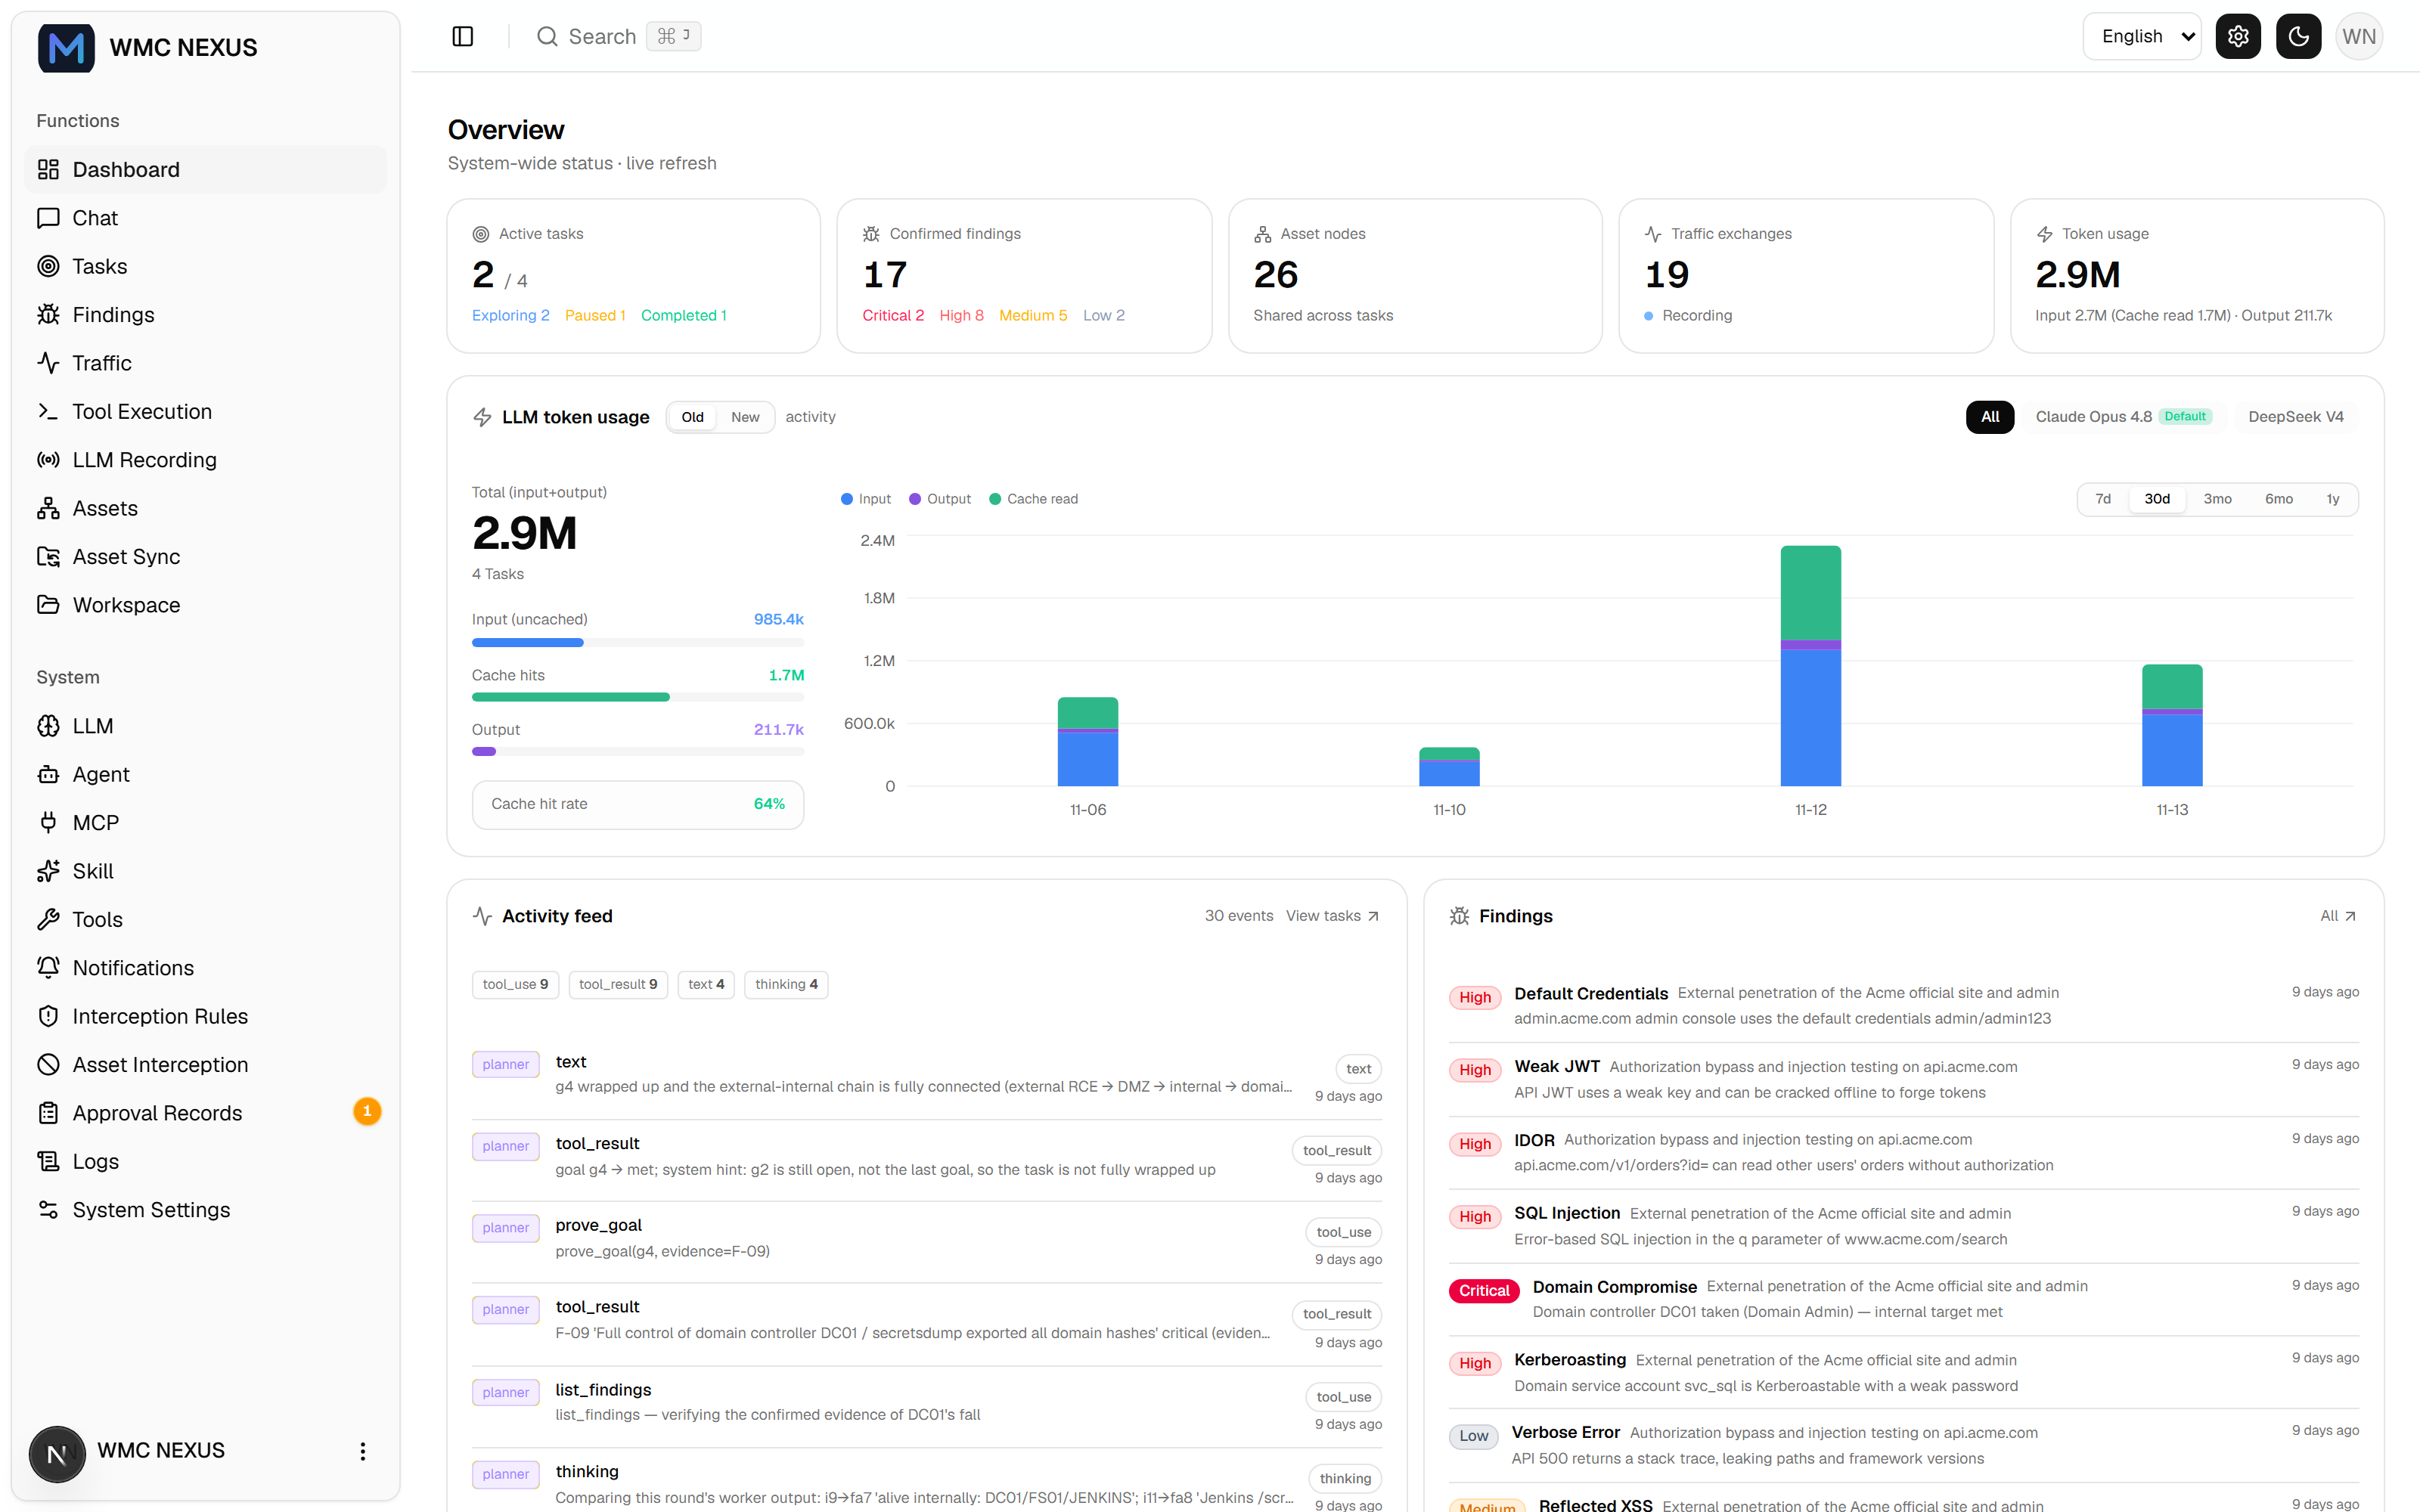 WMC NEXUS
Functions
Dashboard
Chat
Tasks
Findings
Traffic
Tool Execution
LLM Recording
Assets
Asset Sync
Workspace
System
LLM
Agent
MCP
Skill
Tools
Notifications
Interception Rules
Asset Interception
Approval Records 1
Logs
System Settings
N WMC NEXUS
Search ⌘ J
English
WN
Overview
System-wide status · live refresh
Active tasks
2 / 4
Exploring 2 Paused 1 Completed 1
Confirmed findings
17
Critical 2 High 8 Medium 5 Low 2
Asset nodes
26
Shared across tasks
Traffic exchanges
19
Recording
Token usage
2.9M
Input 2.7M (Cache read 1.7M) · Output 211.7k
LLM token usage Old New activity
All Claude Opus 4.8 Default DeepSeek V4
Total (input+output)
2.9M
4 Tasks
Input (uncached) 985.4k
Cache hits 1.7M
Output 211.7k
Cache hit rate 64%
Input Output Cache read
7d 30d 3mo 6mo 1y
2.4M
1.8M
1.2M
600.0k
0
11-06 11-10 11-12 11-13
Activity feed
30 events View tasks
tool_use 9 tool_result 9 text 4 thinking 4
planner text text
g4 wrapped up and the external-internal chain is fully connected (external RCE → DMZ → internal → domai... 9 days ago
planner tool_result tool_result
goal g4 → met; system hint: g2 is still open, not the last goal, so the task is not fully wrapped up 9 days ago
planner prove_goal tool_use
prove_goal(g4, evidence=F-09) 9 days ago
planner tool_result tool_result
F-09 'Full control of domain controller DC01 / secretsdump exported all domain hashes' critical (eviden... 9 days ago
planner list_findings tool_use
list_findings — verifying the confirmed evidence of DC01's fall 9 days ago
planner thinking thinking
Comparing this round's worker output: i9→fa7 'alive internally: DC01/FS01/JENKINS'; i11→fa8 'Jenkins /scr... 9 days ago
Findings
All
High Default Credentials External penetration of the Acme official site and admin 9 days ago
admin.acme.com admin console uses the default credentials admin/admin123
High Weak JWT Authorization bypass and injection testing on api.acme.com 9 days ago
API JWT uses a weak key and can be cracked offline to forge tokens
High IDOR Authorization bypass and injection testing on api.acme.com 9 days ago
api.acme.com/v1/orders?id= can read other users' orders without authorization
High SQL Injection External penetration of the Acme official site and admin 9 days ago
Error-based SQL injection in the q parameter of www.acme.com/search
Critical Domain Compromise External penetration of the Acme official site and admin 9 days ago
Domain controller DC01 taken (Domain Admin) — internal target met
High Kerberoasting External penetration of the Acme official site and admin 9 days ago
Domain service account svc_sql is Kerberoastable with a weak password
Low Verbose Error Authorization bypass and injection testing on api.acme.com 9 days ago
API 500 returns a stack trace, leaking paths and framework versions
Medium Reflected XSS External penetration of the Acme official site and admin 9 days ago